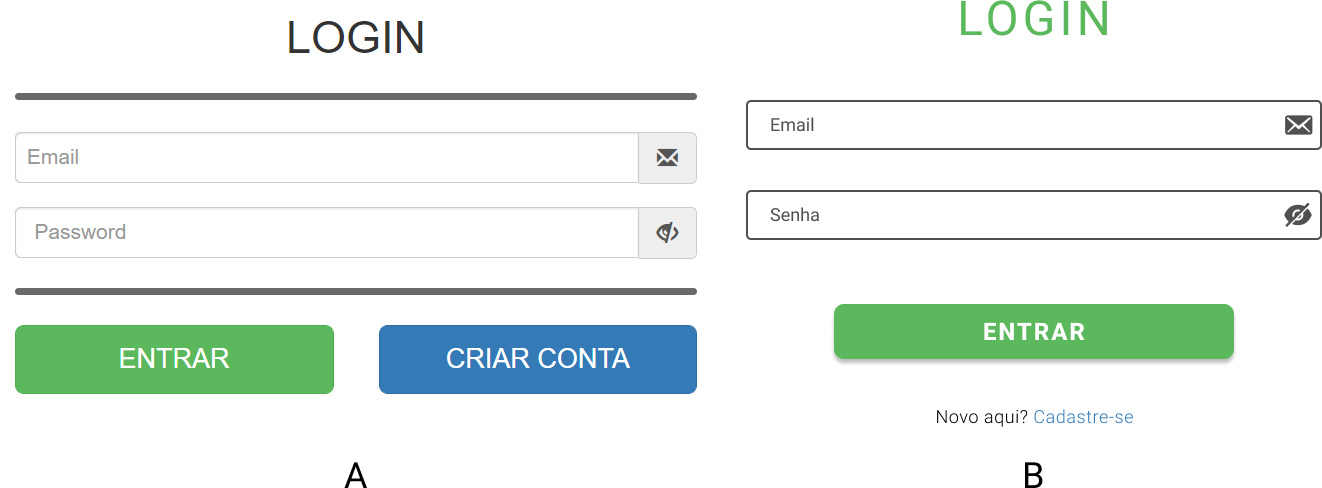 LOGIN
Email
Password
ENTRAR
CRIAR CONTA
A
LOGIN
Email
Senha
ENTRAR
Novo aqui? Cadastre-se
B